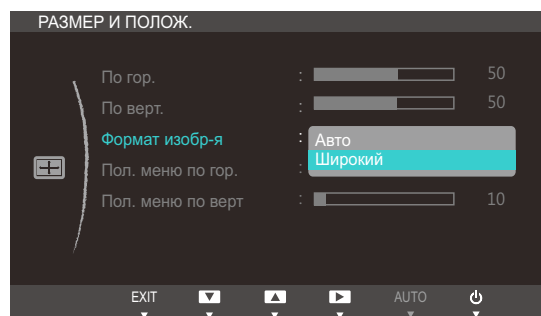 РАЗМЕР И ПОЛОЖ.
По гор. : 50
По верт. : 50
Формат изобр-я : Авто
Широкий
Пол. меню по гор. :
Пол. меню по верт : 10
EXIT AUTO